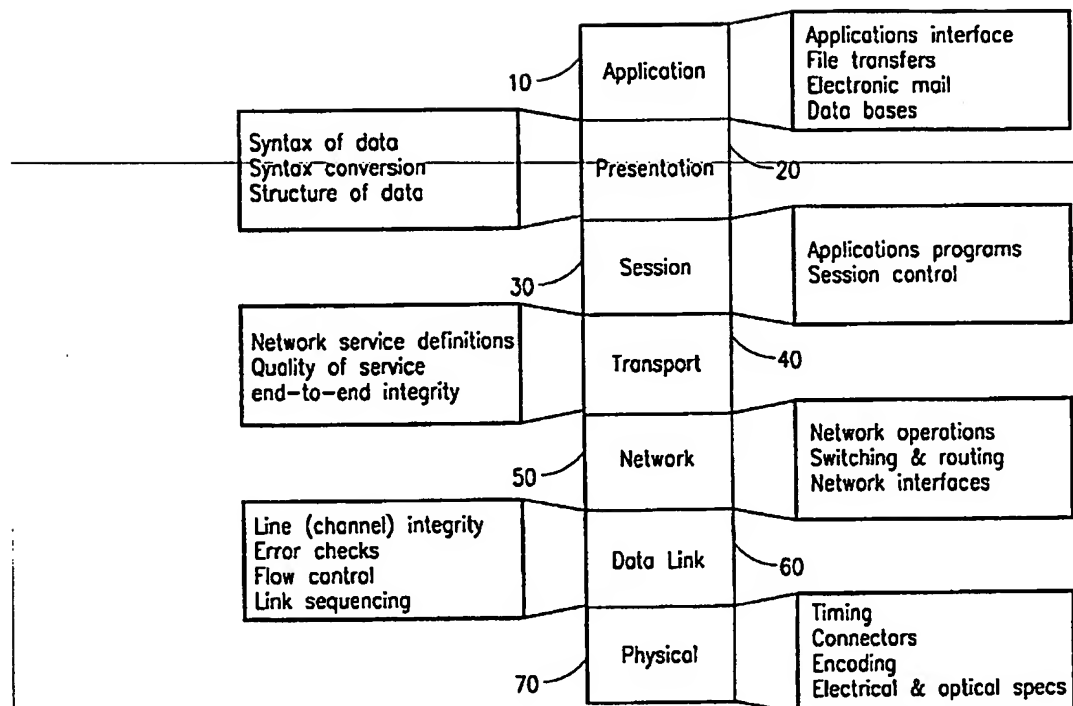 Applications interface
File transfers
Electronic mail
Data bases
10
Application
Syntax of data
Syntax conversion
Structure of data
Presentation
20
Applications programs
Session control
30
Session
Network service definitions
Quality of service
end-to-end integrity
Transport
40
Network operations
Switching & routing
Network interfaces
50
Network
Line (channel) integrity
Error checks
Flow control
Link sequencing
Data Link
60
Timing
Connectors
Encoding
Electrical & optical specs
70
Physical